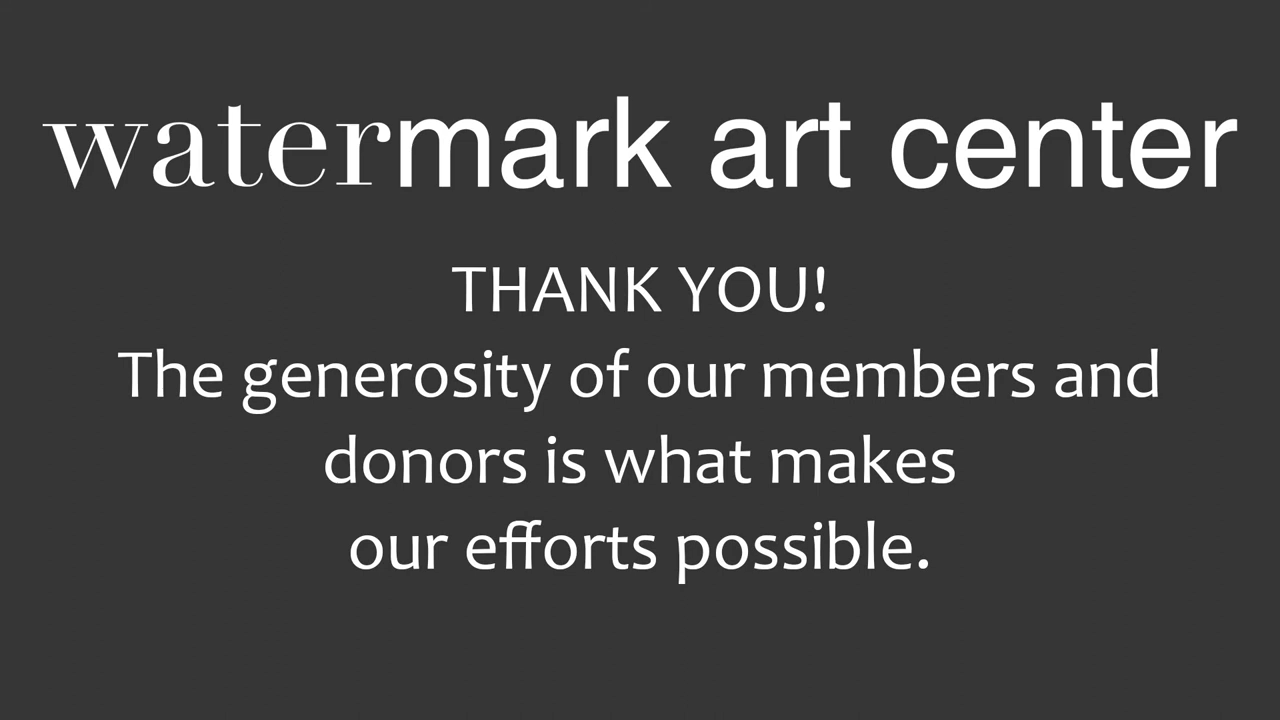 watermark art center
THANK YOU!
The generosity of our members and
donors is what makes
our efforts possible.